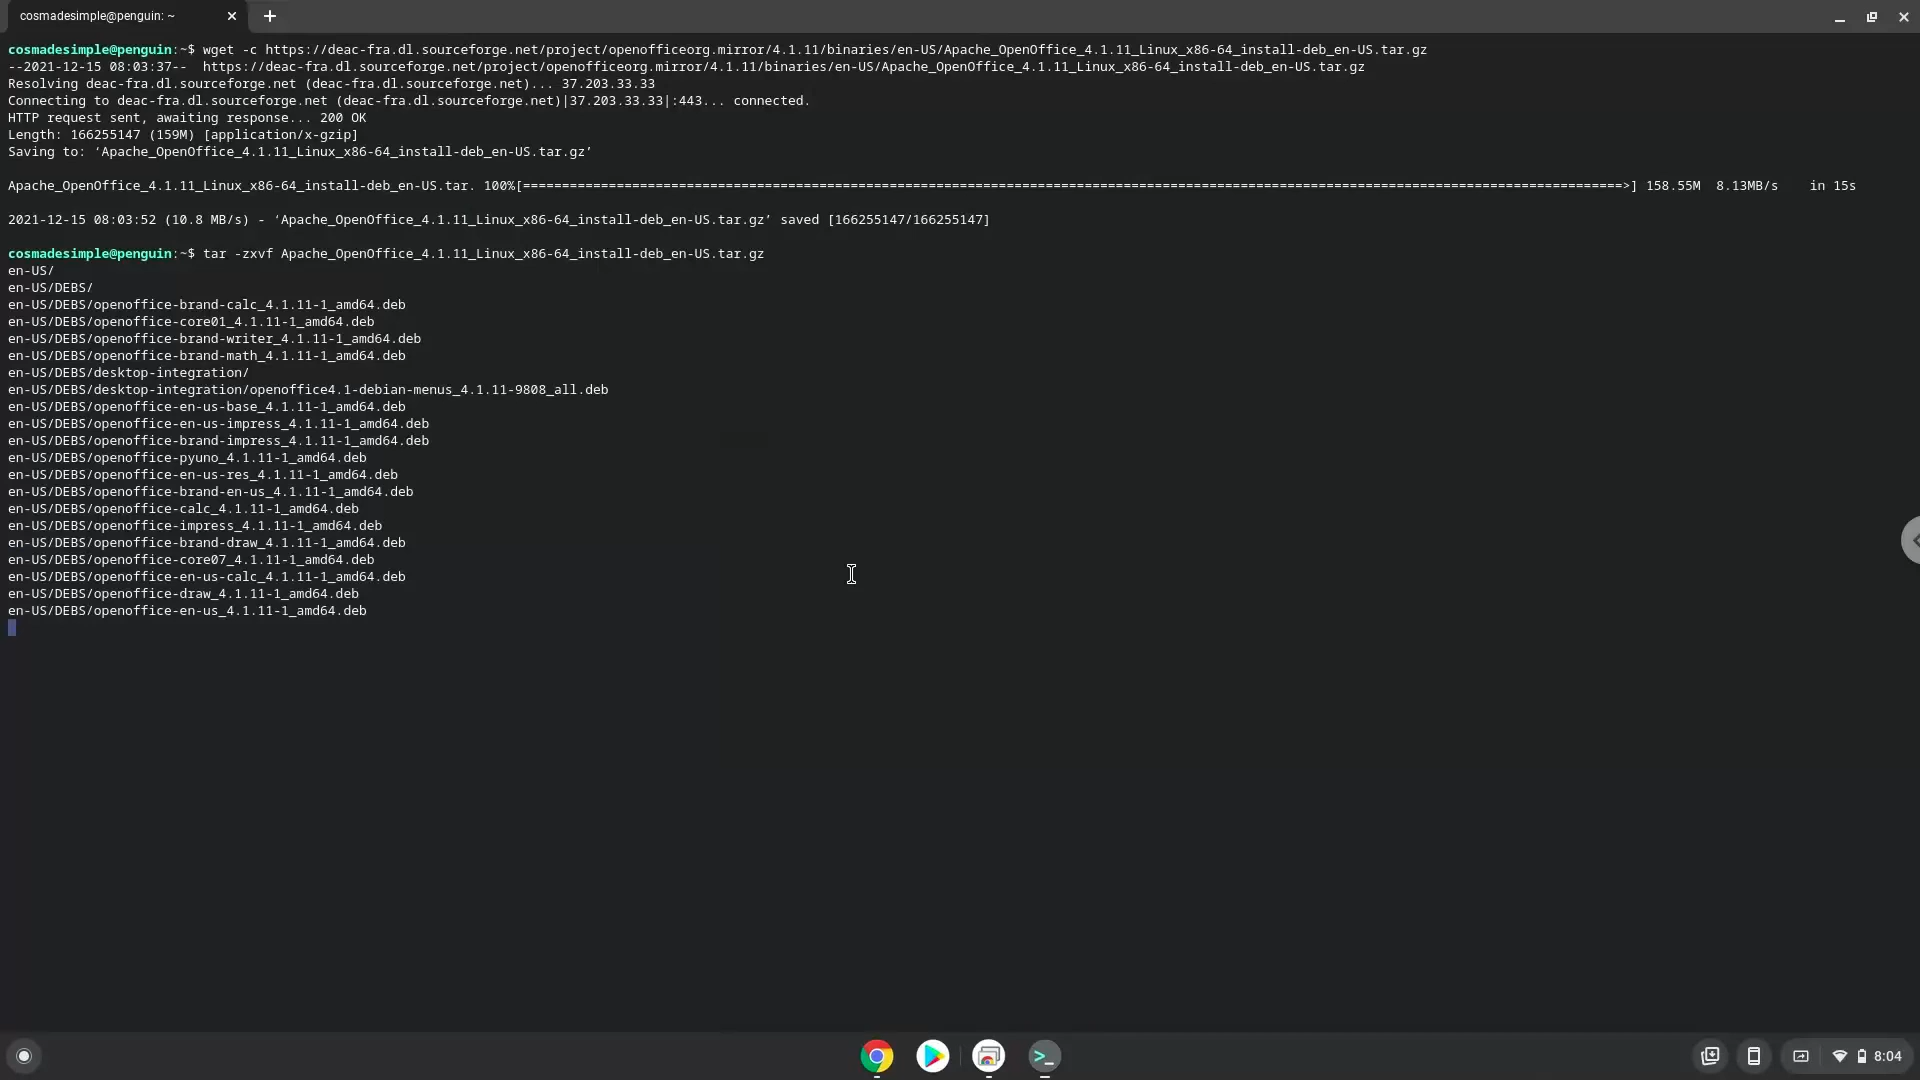 cosmadesimple@penguin: ~
cosmadesimple@penguin:~$ wget -c https://deac-fra.dl.sourceforge.net/project/openofficeorg.mirror/4.1.11/binaries/en-US/Apache_OpenOffice_4.1.11_Linux_x86-64_install-deb_en-US.tar.gz
--2021-12-15 08:03:37--  https://deac-fra.dl.sourceforge.net/project/openofficeorg.mirror/4.1.11/binaries/en-US/Apache_OpenOffice_4.1.11_Linux_x86-64_install-deb_en-US.tar.gz
Resolving deac-fra.dl.sourceforge.net (deac-fra.dl.sourceforge.net)... 37.203.33.33
Connecting to deac-fra.dl.sourceforge.net (deac-fra.dl.sourceforge.net)|37.203.33.33|:443... connected.
HTTP request sent, awaiting response... 200 OK
Length: 166255147 (159M) [application/x-gzip]
Saving to: ‘Apache_OpenOffice_4.1.11_Linux_x86-64_install-deb_en-US.tar.gz’
Apache_OpenOffice_4.1.11_Linux_x86-64_install-deb_en-US.tar. 100%[=============================================================================================================================================>] 158.55M  8.13MB/s    in 15s
2021-12-15 08:03:52 (10.8 MB/s) - ‘Apache_OpenOffice_4.1.11_Linux_x86-64_install-deb_en-US.tar.gz’ saved [166255147/166255147]
cosmadesimple@penguin:~$ tar -zxvf Apache_OpenOffice_4.1.11_Linux_x86-64_install-deb_en-US.tar.gz
en-US/
en-US/DEBS/
en-US/DEBS/openoffice-brand-calc_4.1.11-1_amd64.deb
en-US/DEBS/openoffice-core01_4.1.11-1_amd64.deb
en-US/DEBS/openoffice-brand-writer_4.1.11-1_amd64.deb
en-US/DEBS/openoffice-brand-math_4.1.11-1_amd64.deb
en-US/DEBS/desktop-integration/
en-US/DEBS/desktop-integration/openoffice4.1-debian-menus_4.1.11-9808_all.deb
en-US/DEBS/openoffice-en-us-base_4.1.11-1_amd64.deb
en-US/DEBS/openoffice-en-us-impress_4.1.11-1_amd64.deb
en-US/DEBS/openoffice-brand-impress_4.1.11-1_amd64.deb
en-US/DEBS/openoffice-pyuno_4.1.11-1_amd64.deb
en-US/DEBS/openoffice-en-us-res_4.1.11-1_amd64.deb
en-US/DEBS/openoffice-brand-en-us_4.1.11-1_amd64.deb
en-US/DEBS/openoffice-calc_4.1.11-1_amd64.deb
en-US/DEBS/openoffice-impress_4.1.11-1_amd64.deb
en-US/DEBS/openoffice-brand-draw_4.1.11-1_amd64.deb
en-US/DEBS/openoffice-core07_4.1.11-1_amd64.deb
en-US/DEBS/openoffice-en-us-calc_4.1.11-1_amd64.deb
en-US/DEBS/openoffice-draw_4.1.11-1_amd64.deb
en-US/DEBS/openoffice-en-us_4.1.11-1_amd64.deb
8:04